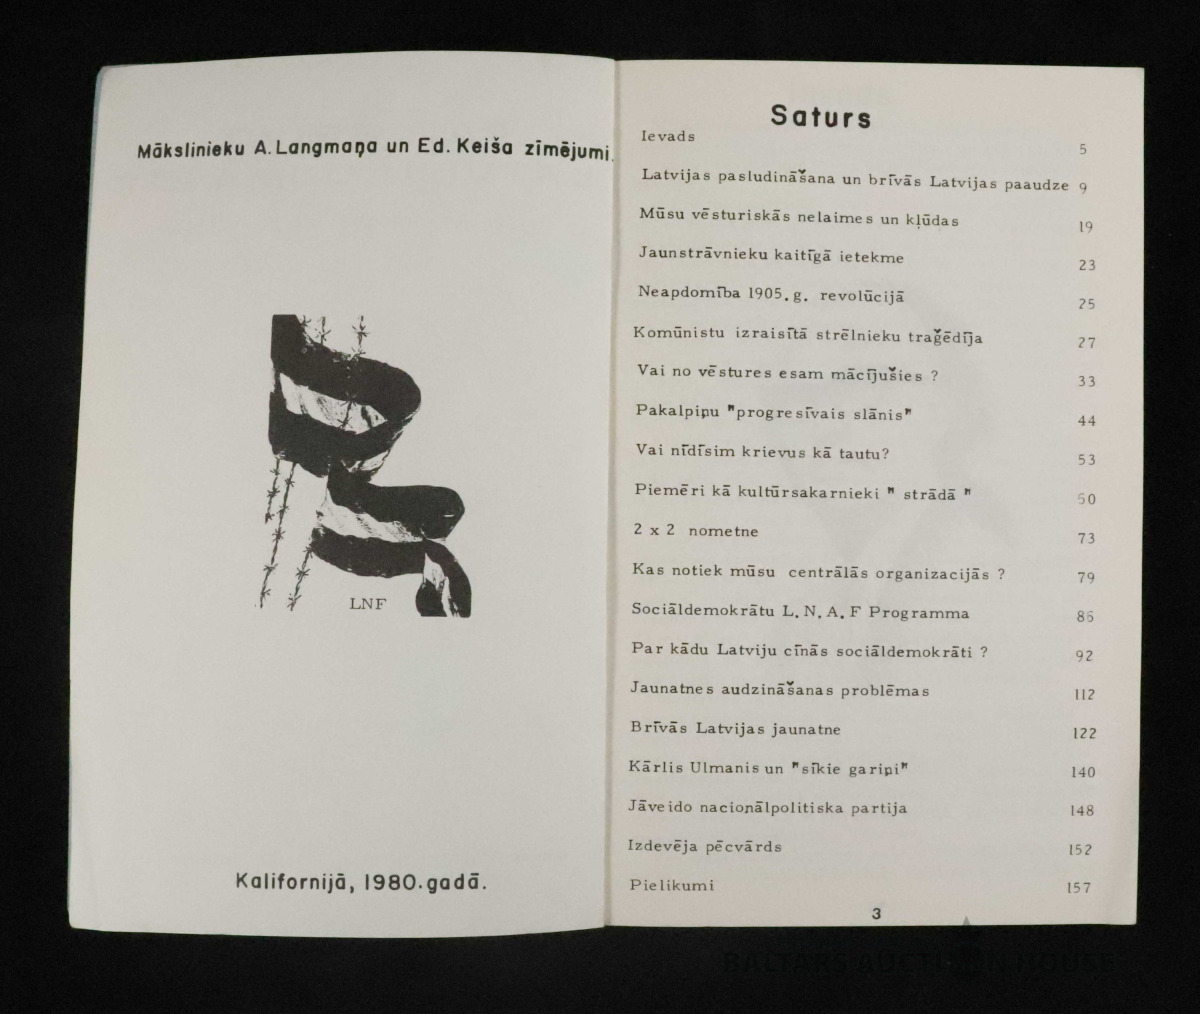 Mākslinieku A. Langmaņa un Ed. Keiša zīmējumi.
LNF
Kalifornijā, 1980. gadā.
Saturs
Ievads 5
Latvijas pasludināšana un brīvās Latvijas paaudze 9
Mūsu vēsturiskās nelaimes un kļūdas 19
Jaunstrāvnieku kaitīgā ietekme 23
Neapdomība 1905. g. revolūcijā 25
Komūnistu izraisītā strēlnieku traģēdīja 27
Vai no vēstures esam mācījušies ? 33
Pakalpiņu "progresīvais slānis" 44
Vai nīdīsim krievus kā tautu? 53
Piemēri kā kultūrsakarnieki " strādā " 50
2 x 2 nometne 73
Kas notiek mūsu centrālās organizacijās ? 79
Sociāldemokrātu L. N. A. F Programma 86
Par kādu Latviju cīnās sociāldemokrāti ? 92
Jaunatnes audzināšanas problēmas 112
Brīvās Latvijas jaunatne 122
Kārlis Ulmanis un "sīkie gariņi" 140
Jāveido nacionālpolitiska partija 148
Izdevēja pēcvārds 152
Pielikumi 157
3
BALTARS AUCTION HOUSE